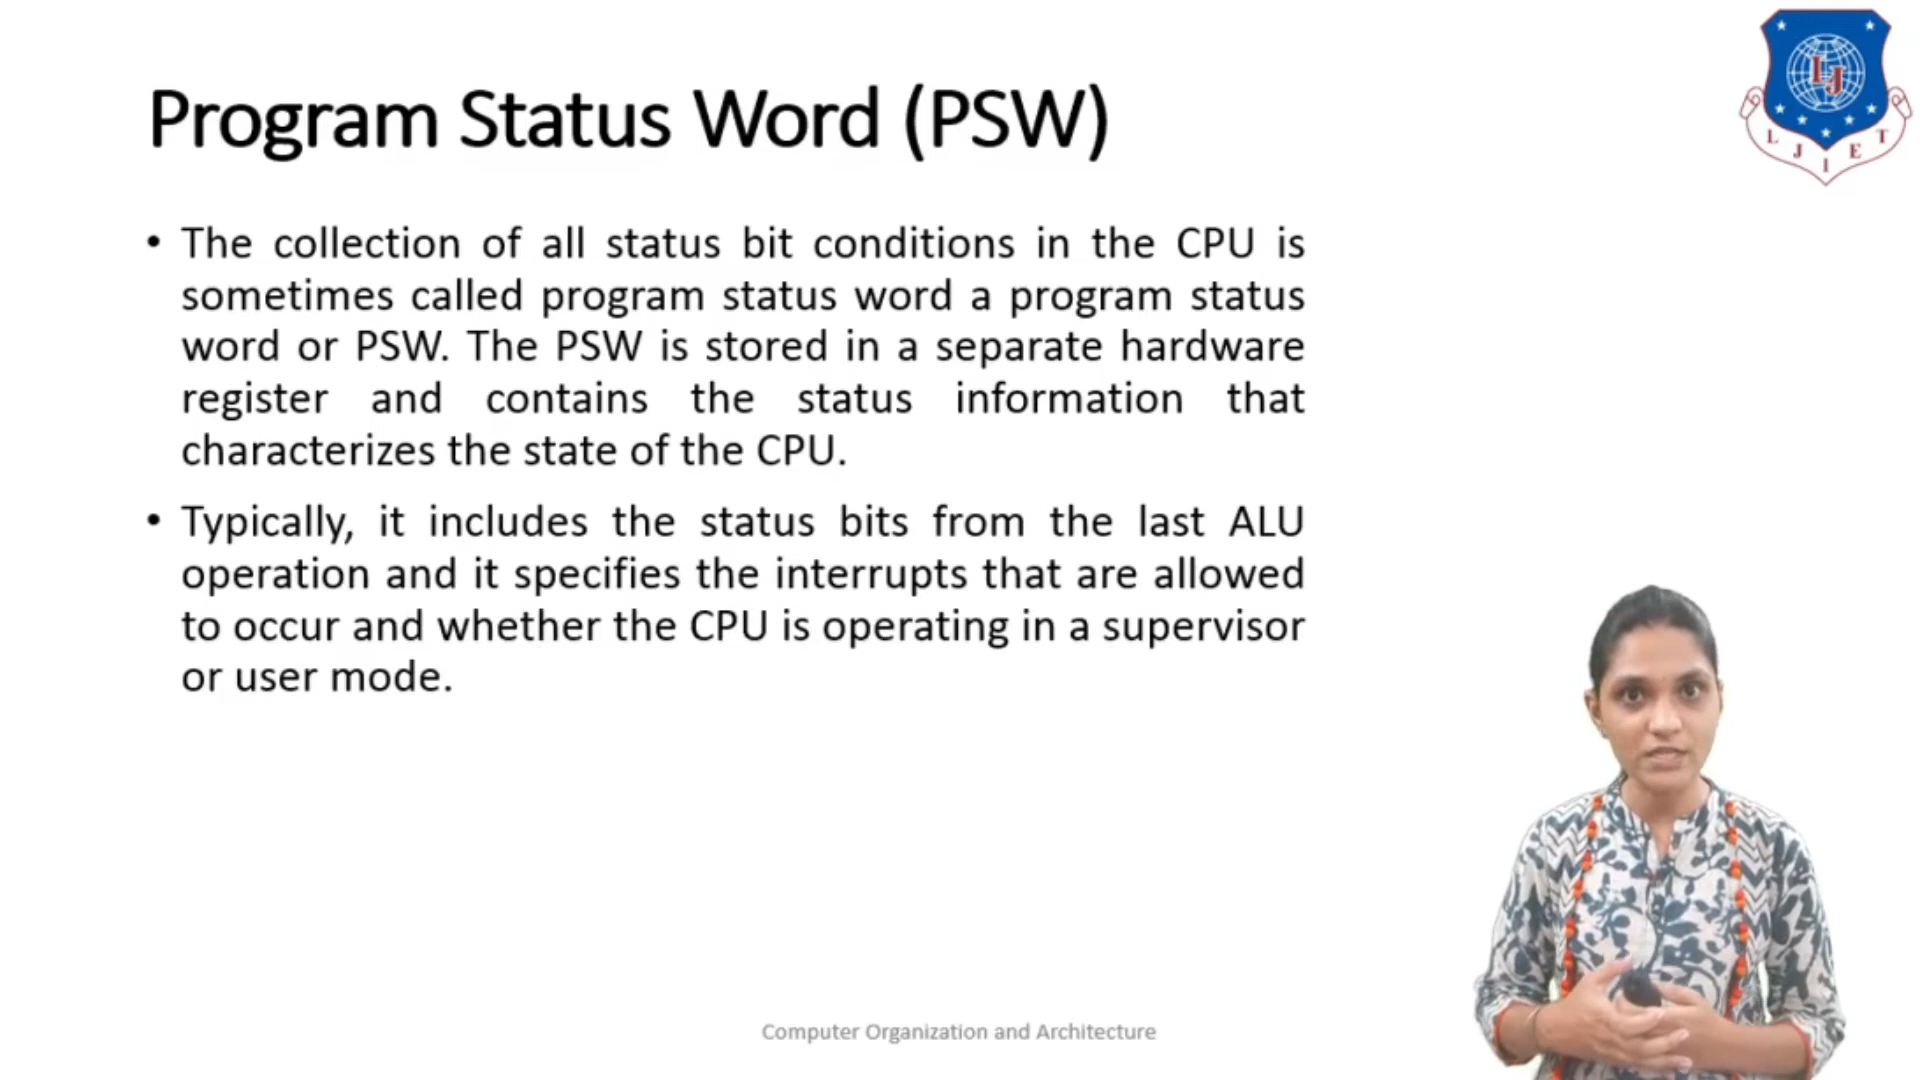 Program Status Word (PSW)
• The collection of all status bit conditions in the CPU is
sometimes called program status word a program status
word or PSW. The PSW is stored in a separate hardware
register and contains the status information that
characterizes the state of the CPU.
• Typically, it includes the status bits from the last ALU
operation and it specifies the interrupts that are allowed
to occur and whether the CPU is operating in a supervisor
or user mode.
Computer Organization and Architecture
LJ
L J I E T